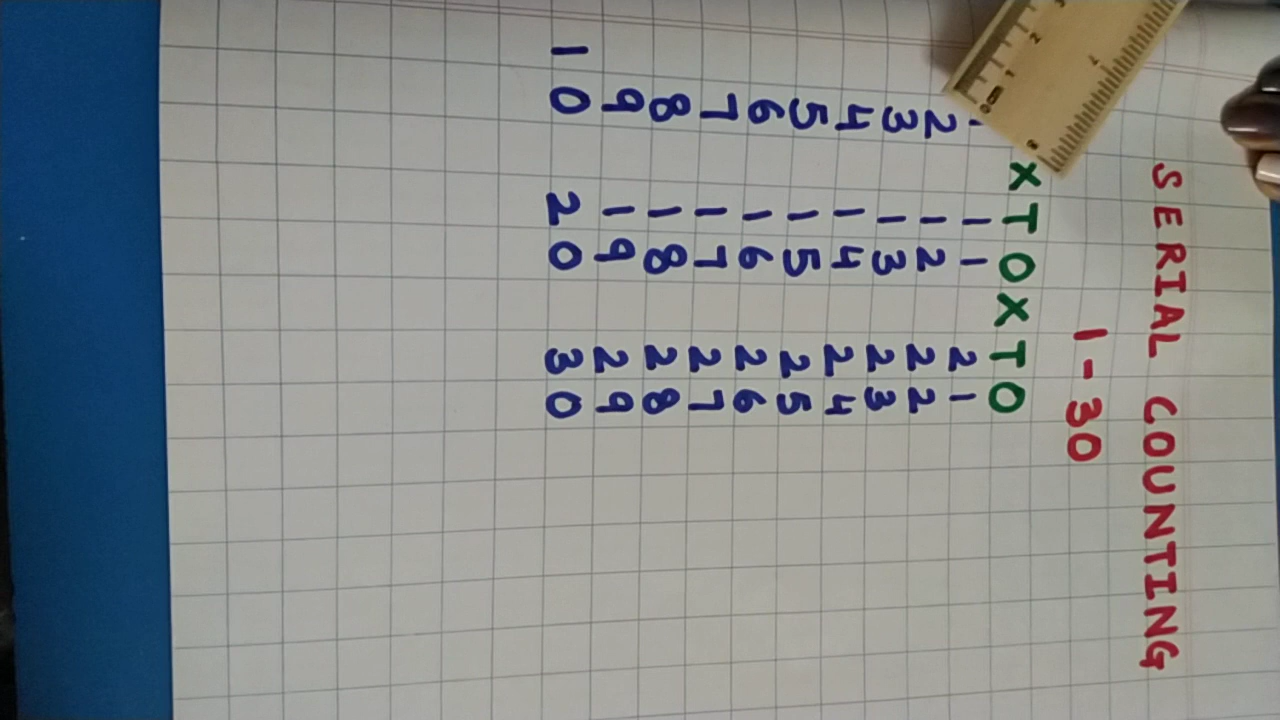 SERIAL COUNTING
1-30
X T O X T O
1 11 21
2 12 22
3 13 23
4 14 24
5 15 25
6 16 26
7 17 27
8 18 28
9 19 29
10 20 30